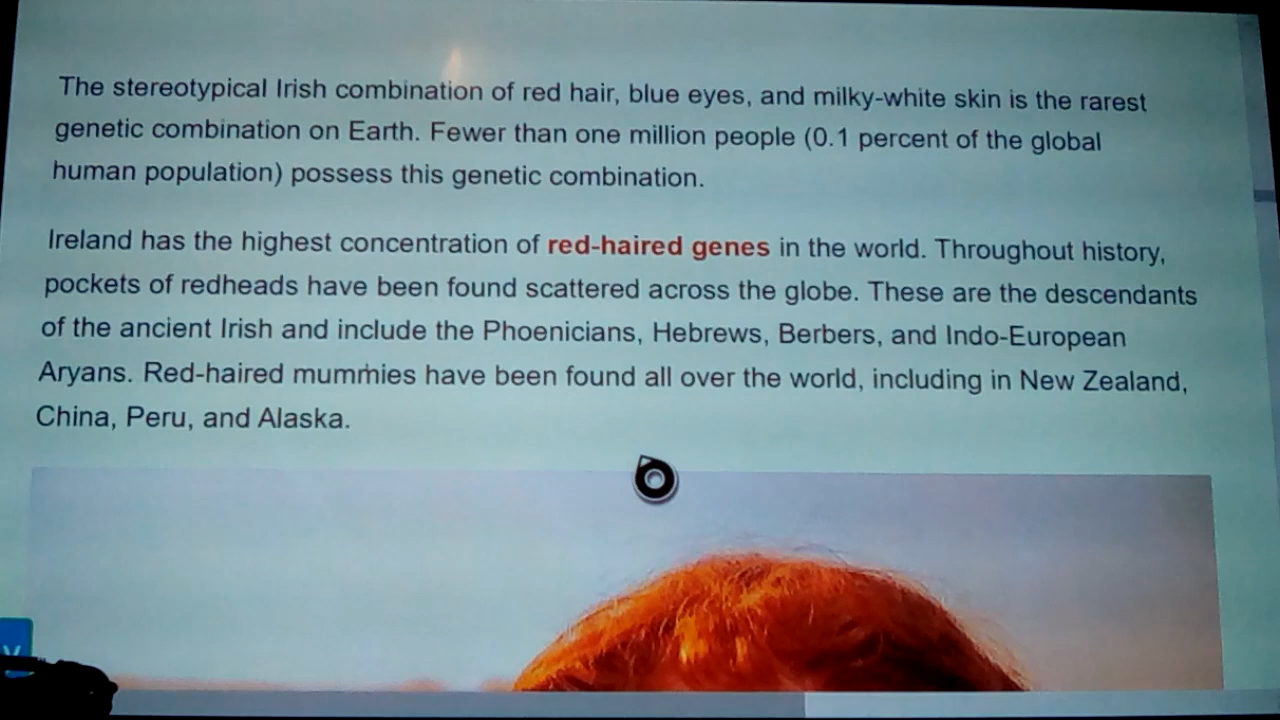 The stereotypical Irish combination of red hair, blue eyes, and milky-white skin is the rarest
genetic combination on Earth. Fewer than one million people (0.1 percent of the global
human population) possess this genetic combination.
Ireland has the highest concentration of red-haired genes in the world. Throughout history,
pockets of redheads have been found scattered across the globe. These are the descendants
of the ancient Irish and include the Phoenicians, Hebrews, Berbers, and Indo-European
Aryans. Red-haired mummies have been found all over the world, including in New Zealand,
China, Peru, and Alaska.